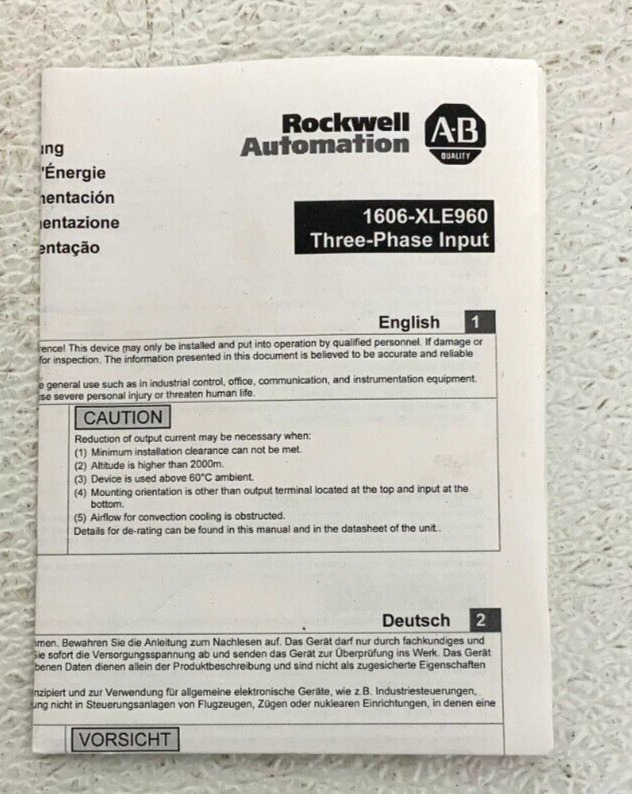 Rockwell
Automation
A·B
QUALITY
ung
'Énergie
nentación
entazione
entação
1606-XLE960
Three-Phase Input
English 1
rence! This device may only be installed and put into operation by qualified personnel. If damage or
for inspection. The information presented in this document is believed to be accurate and reliable
e general use such as in industrial control, office, communication, and instrumentation equipment.
se severe personal injury or threaten human life.
CAUTION
Reduction of output current may be necessary when:
(1) Minimum installation clearance can not be met.
(2) Altitude is higher than 2000m.
(3) Device is used above 60°C ambient.
(4) Mounting orientation is other than output terminal located at the top and input at the
bottom.
(5) Airflow for convection cooling is obstructed.
Details for de-rating can be found in this manual and in the datasheet of the unit..
Deutsch 2
hmen. Bewahren Sie die Anleitung zum Nachlesen auf. Das Gerät darf nur durch fachkundiges und
Sie sofort die Versorgungsspannung ab und senden das Gerät zur Überprüfung ins Werk. Das Gerät
benen Daten dienen allein der Produktbeschreibung und sind nicht als zugesicherte Eigenschaften
nzipiert und zur Verwendung für allgemeine elektronische Geräte, wie z.B. Industriesteuerungen,
ung nicht in Steuerungsanlagen von Flugzeugen, Zügen oder nuklearen Einrichtungen, in denen eine
VORSICHT